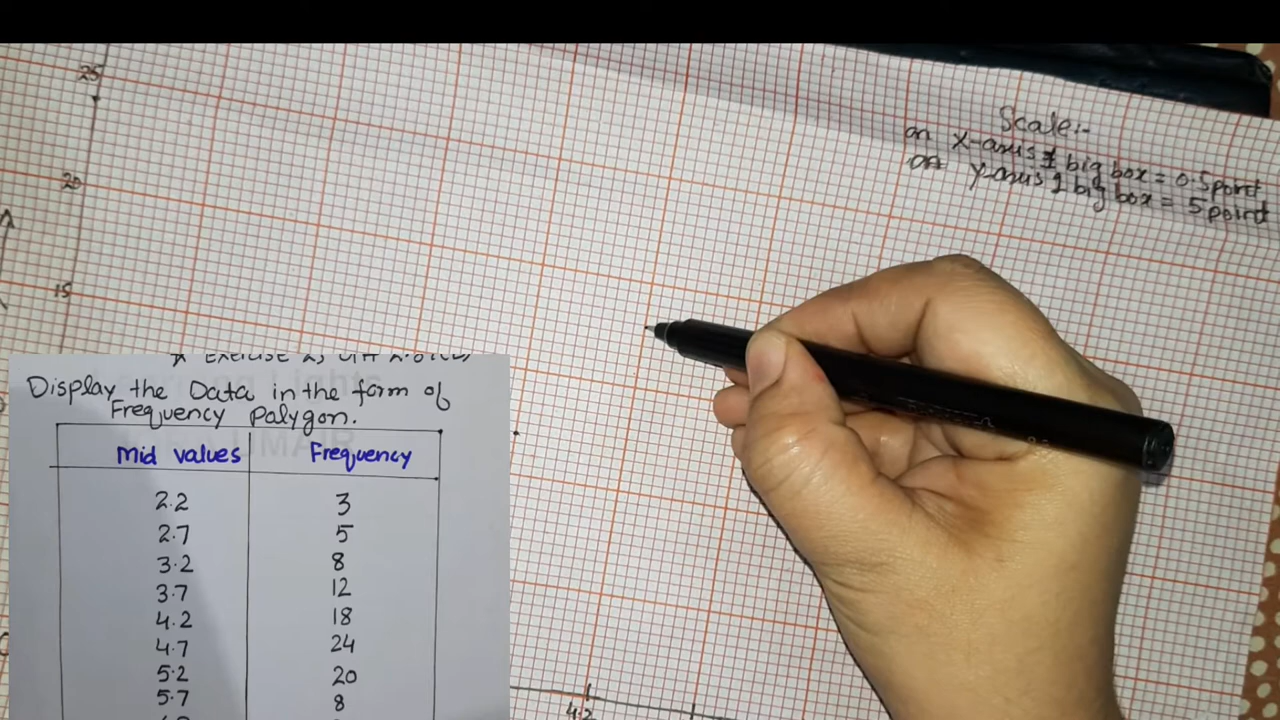 25
Scale:-
on x-axis 1 big box = 0.5 point
on y-axis 1 big box = 5 point
20
15
Display the Data in the form of
Frequency Polygon.
Mid values Frequency
2.2 3
2.7 5
3.2 8
3.7 12
4.2 18
4.7 24
5.2 20
5.7 8
4.2